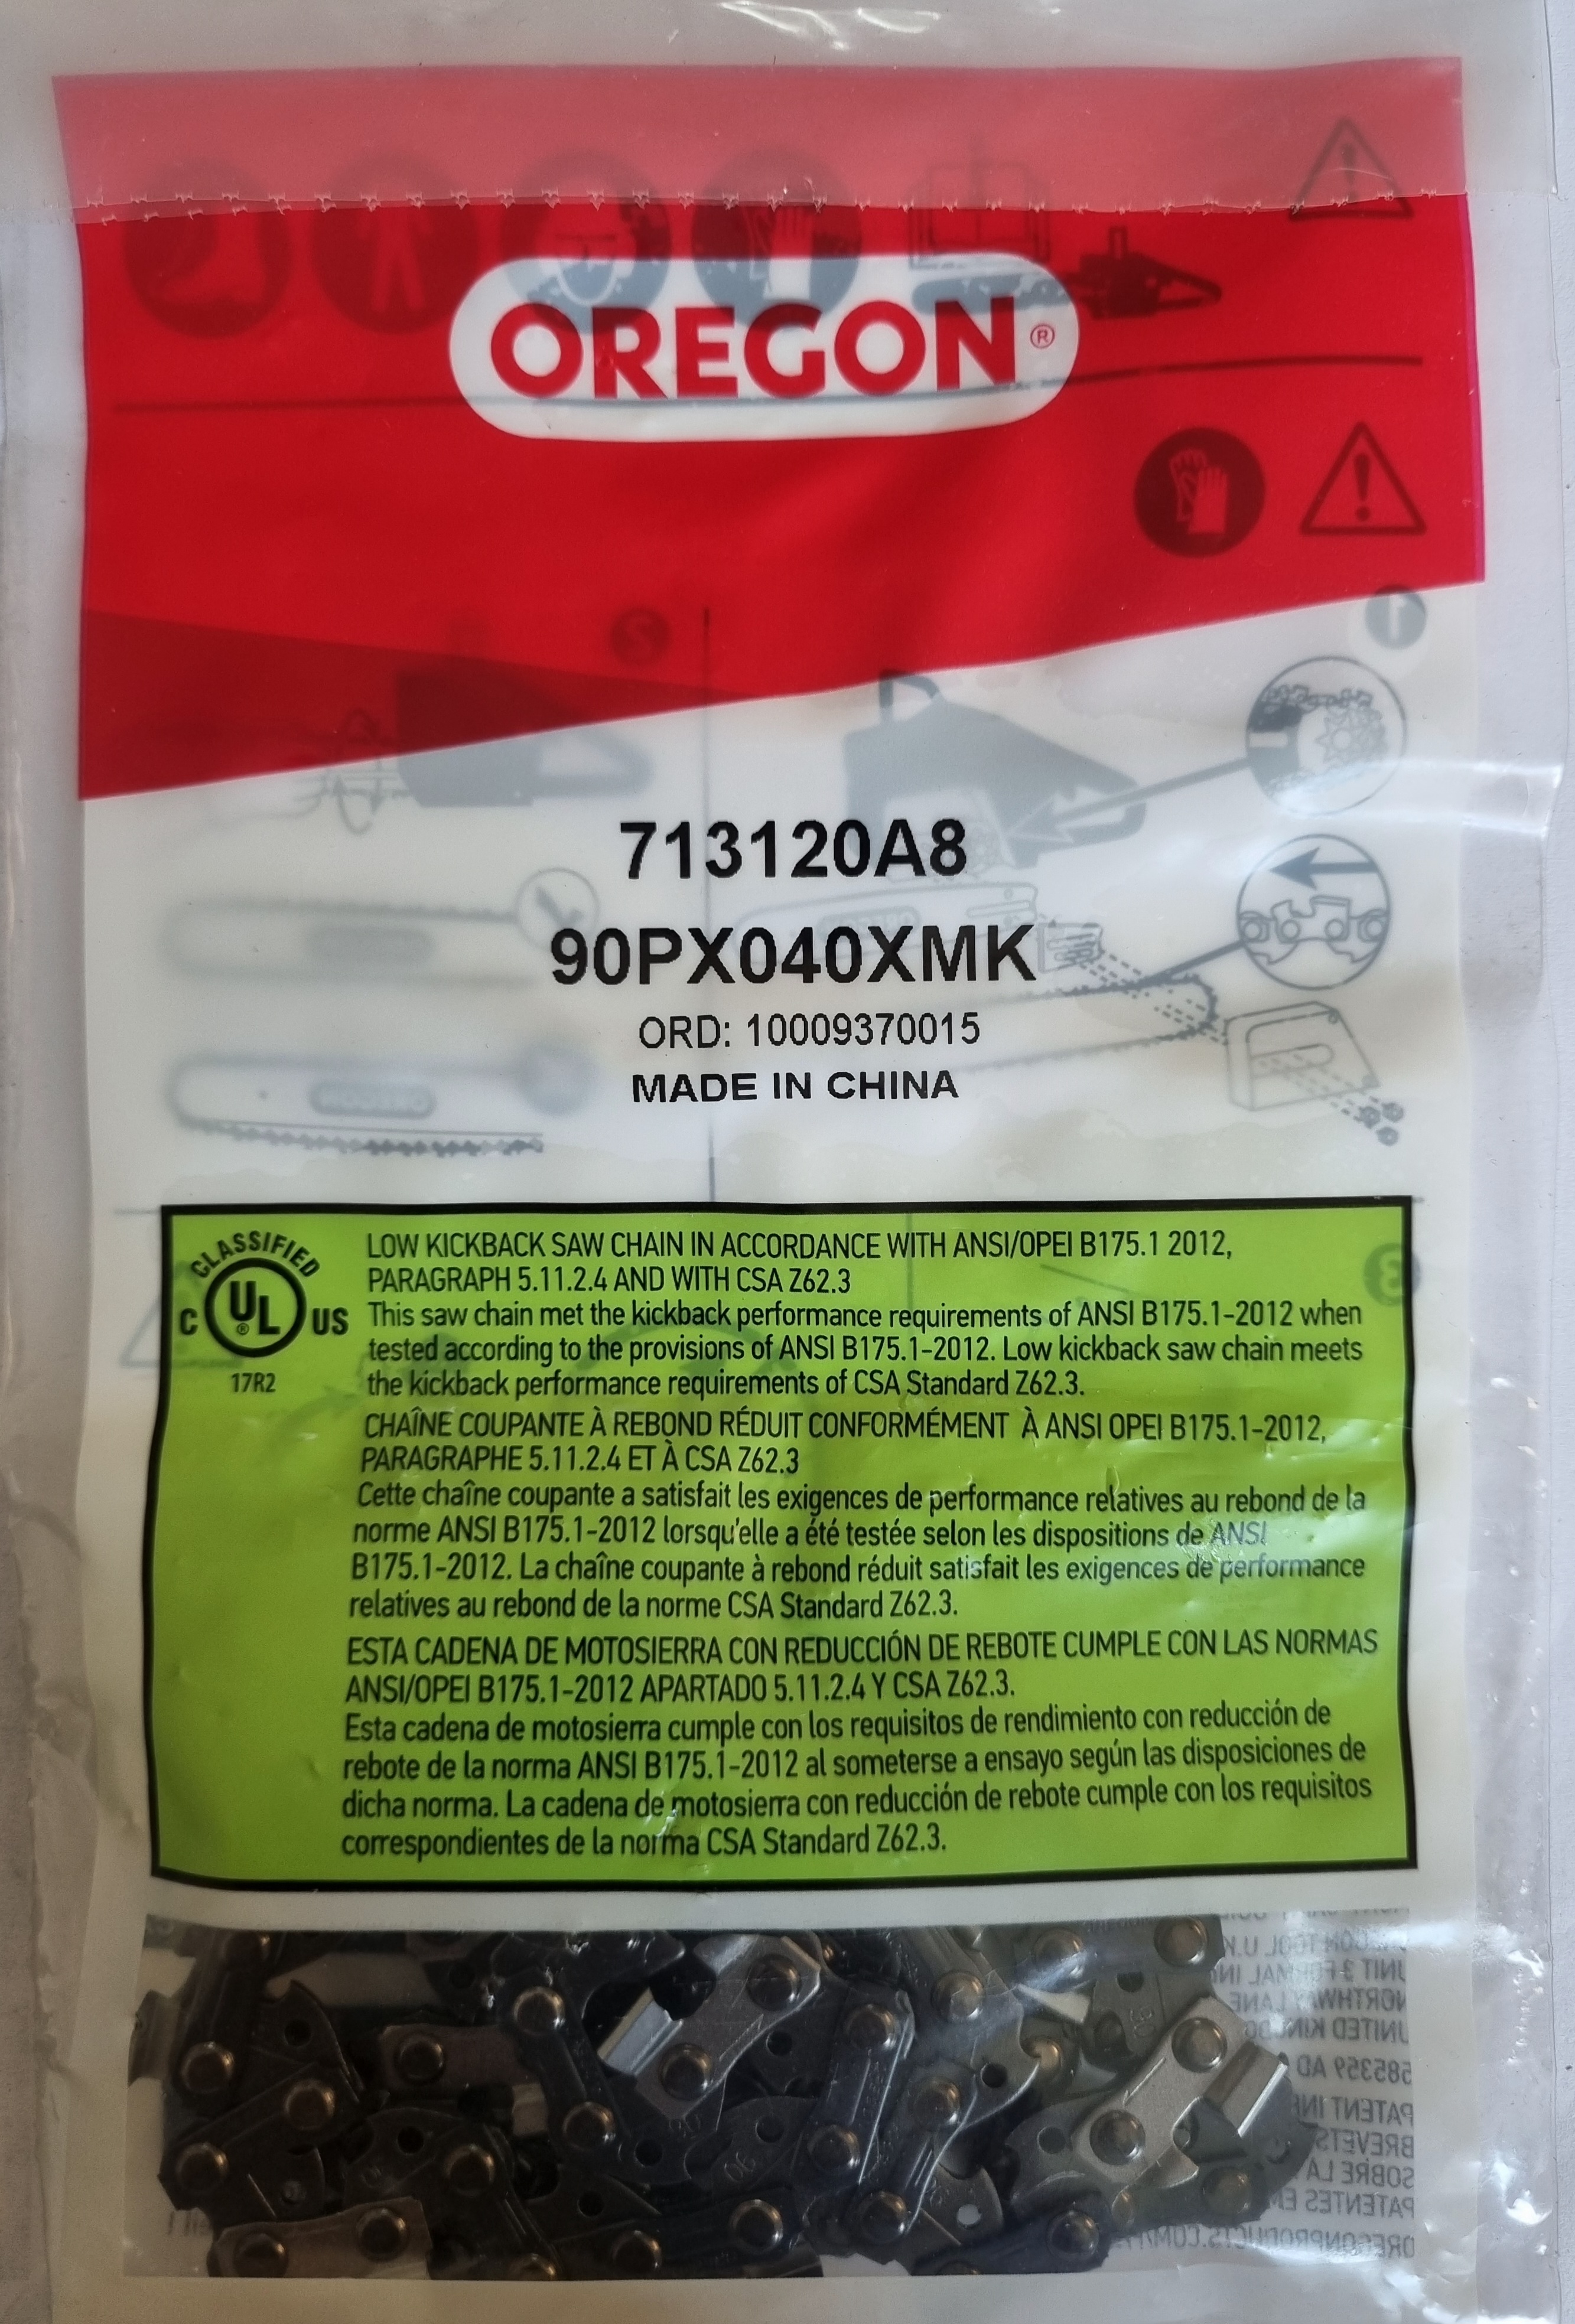 OREGON®
713120A8
90PX040XMK
ORD: 10009370015
MADE IN CHINA
CLASSIFIED
C UL® US
17R2
LOW KICKBACK SAW CHAIN IN ACCORDANCE WITH ANSI/OPEI B175.1 2012,
PARAGRAPH 5.11.2.4 AND WITH CSA Z62.3
This saw chain met the kickback performance requirements of ANSI B175.1-2012 when
tested according to the provisions of ANSI B175.1-2012. Low kickback saw chain meets
the kickback performance requirements of CSA Standard Z62.3.
CHAÎNE COUPANTE À REBOND RÉDUIT CONFORMÉMENT À ANSI OPEI B175.1-2012,
PARAGRAPHE 5.11.2.4 ET À CSA Z62.3
Cette chaîne coupante a satisfait les exigences de performance relatives au rebond de la
norme ANSI B175.1-2012 lorsqu'elle a été testée selon les dispositions de ANSI
B175.1-2012. La chaîne coupante à rebond réduit satisfait les exigences de performance
relatives au rebond de la norme CSA Standard Z62.3.
ESTA CADENA DE MOTOSIERRA CON REDUCCIÓN DE REBOTE CUMPLE CON LAS NORMAS
ANSI/OPEI B175.1-2012 APARTADO 5.11.2.4 Y CSA Z62.3.
Esta cadena de motosierra cumple con los requisitos de rendimiento con reducción de
rebote de la norma ANSI B175.1-2012 al someterse a ensayo según las disposiciones de
dicha norma. La cadena de motosierra con reducción de rebote cumple con los requisitos
correspondientes de la norma CSA Standard Z62.3.
90